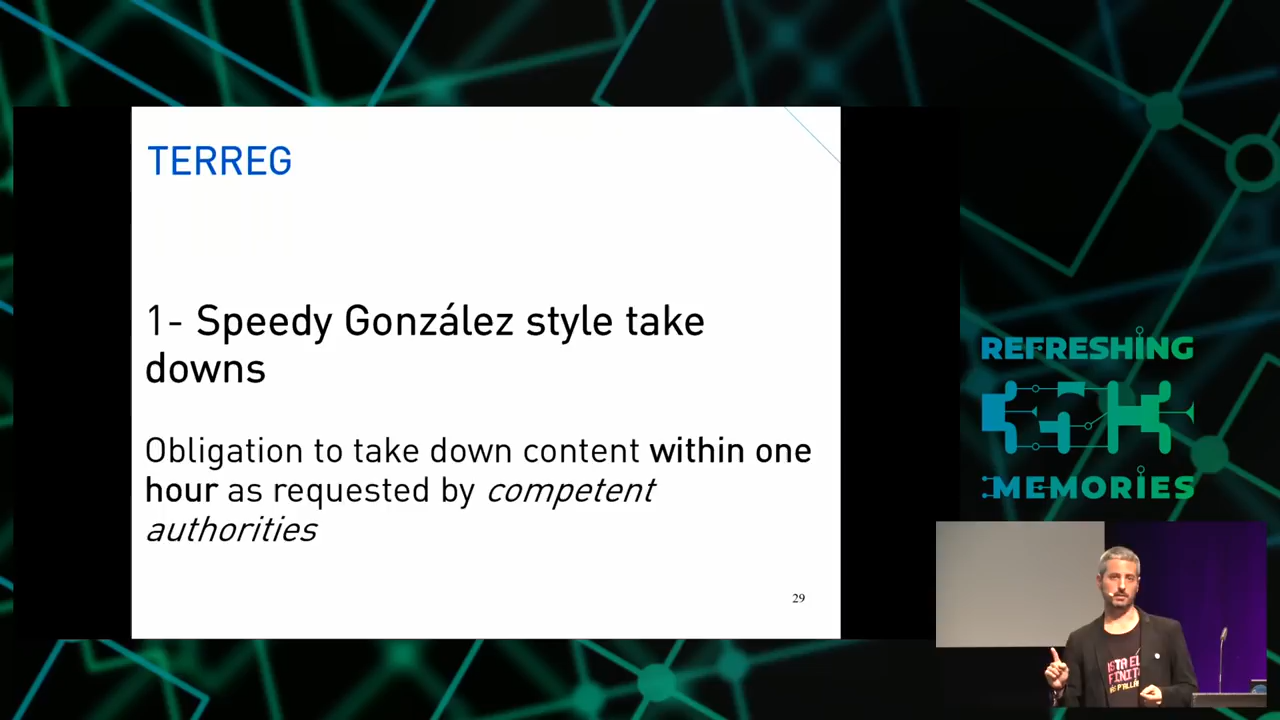 TERREG
1- Speedy González style take
downs
Obligation to take down content within one
hour as requested by competent
authorities
29
REFRESHING
MEMORIES